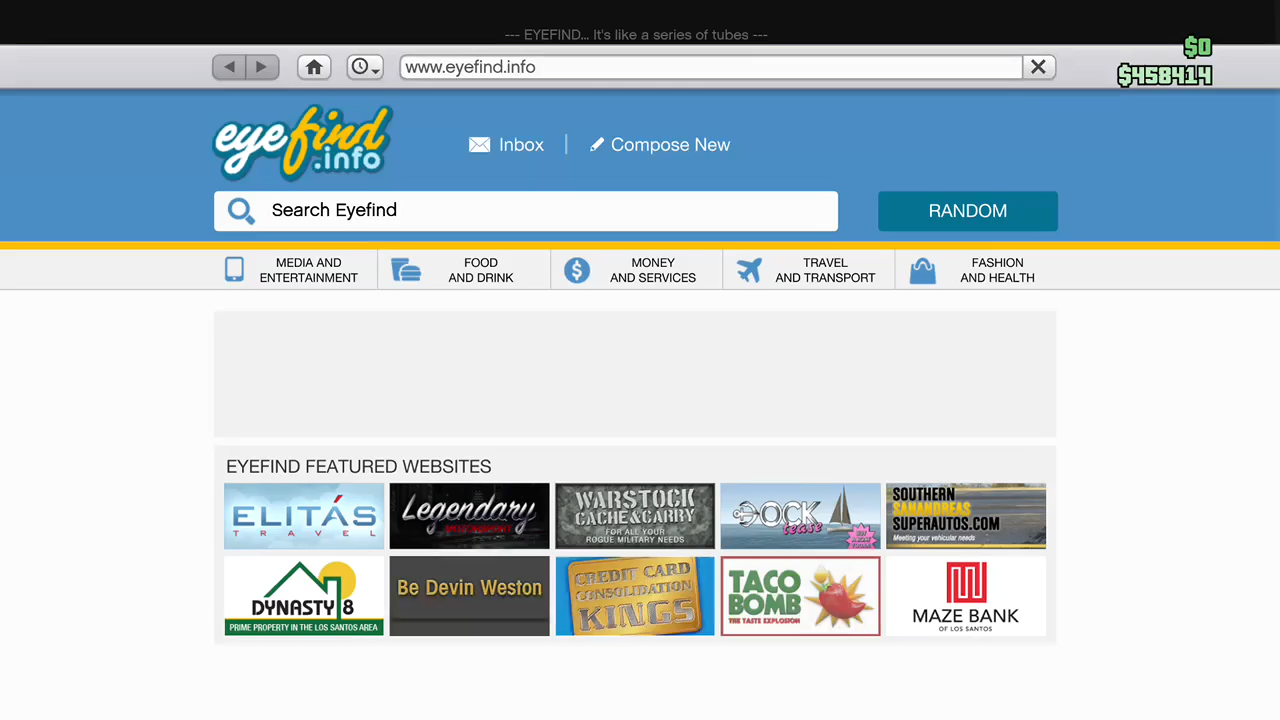 --- EYEFIND... It's like a series of tubes ---
$0
www.eyefind.info
$458414
eyefind
.info
Inbox
Compose New
Search Eyefind
RANDOM
MEDIA AND
ENTERTAINMENT
FOOD
AND DRINK
MONEY
AND SERVICES
TRAVEL
AND TRANSPORT
FASHION
AND HEALTH
EYEFIND FEATURED WEBSITES
ELITÁS
TRAVEL
Legendary
MOTORSPORT
WARSTOCK
CACHE&CARRY
FOR ALL YOUR
ROGUE MILITARY NEEDS
DOCK
tease
SOUTHERN
SANANDREAS
SUPERAUTOS.COM
Meeting your vehicular needs
DYNASTY 8
PRIME PROPERTY IN THE LOS SANTOS AREA
Be Devin Weston
CREDIT CARD
CONSOLIDATION
KINGS
TACO
BOMB
THE TASTE EXPLOSION
MAZE BANK
OF LOS SANTOS